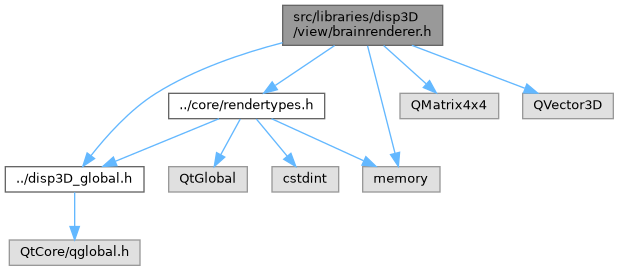 src/libraries/disp3D
/view/brainrenderer.h
../core/rendertypes.h
QMatrix4x4
QVector3D
../disp3D_global.h
QtGlobal
cstdint
memory
QtCore/qglobal.h